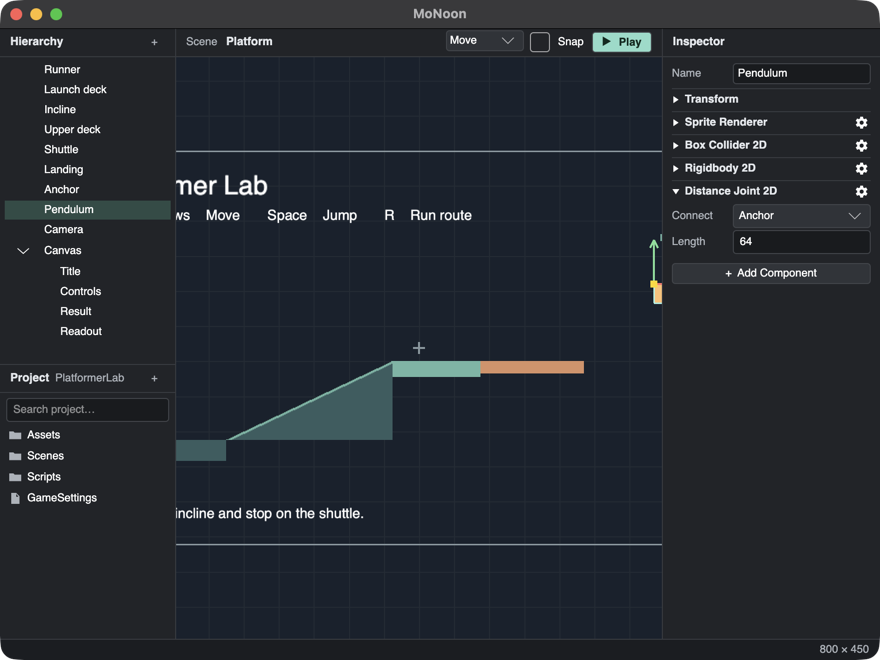 MoNoon
Hierarchy +
Runner
Launch deck
Incline
Upper deck
Shuttle
Landing
Anchor
Pendulum
Camera
Canvas
Title
Controls
Result
Readout
Project PlatformerLab +
Search project...
Assets
Scenes
Scripts
GameSettings
Scene Platform Move Snap Play
mer Lab
ws Move Space Jump R Run route
incline and stop on the shuttle.
Inspector
Name Pendulum
Transform
Sprite Renderer
Box Collider 2D
Rigidbody 2D
Distance Joint 2D
Connect Anchor
Length 64
+ Add Component
800 × 450